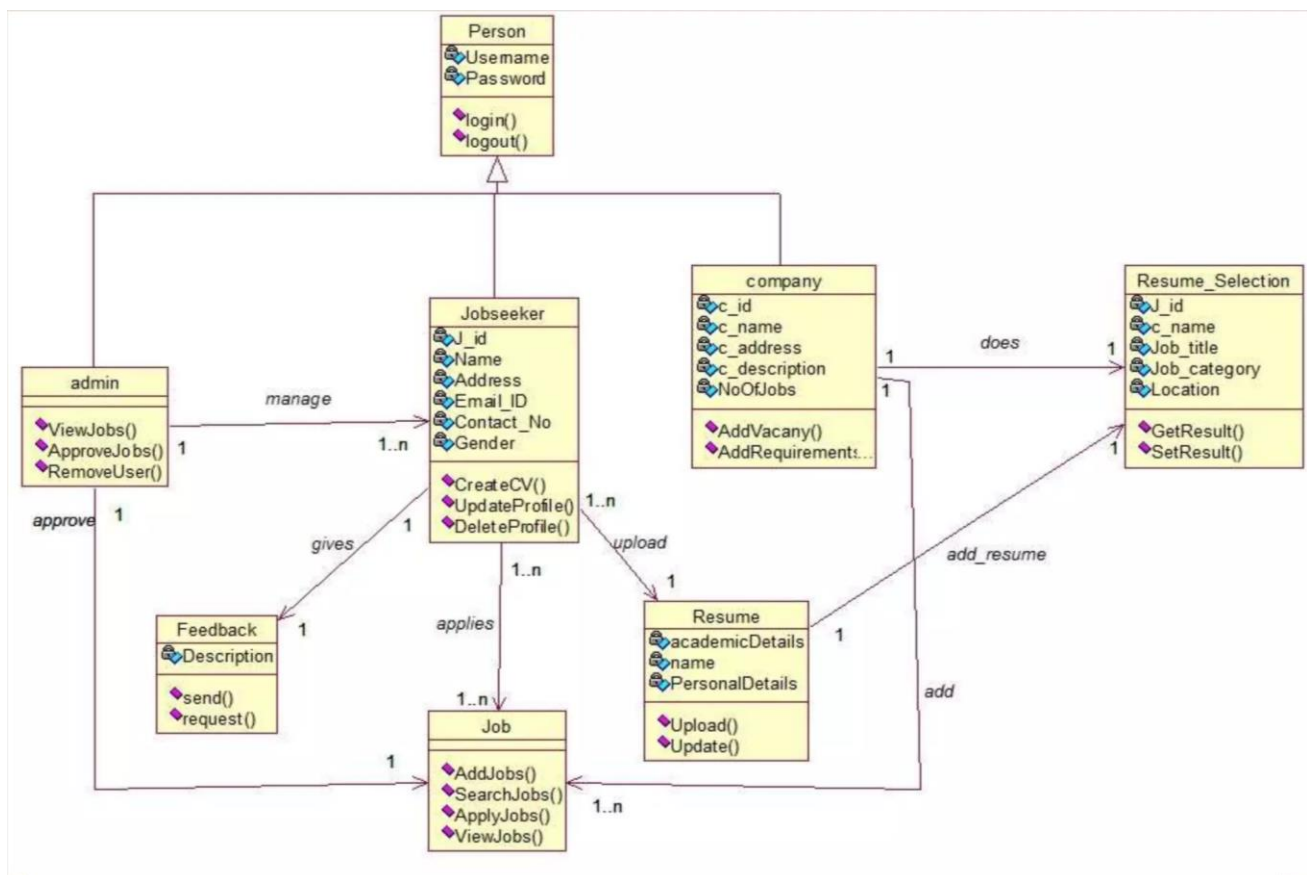 Person
Username
Password
login()
logout()
company
c_id
c_name
c_address
c_description
NoOfJobs
AddVacany()
AddRequirements...
Resume_Selection
J_id
c_name
Job_title
Job_category
Location
GetResult()
SetResult()
Jobseeker
J_id
Name
Address
Email_ID
Contact_No
Gender
CreateCV()
UpdateProfile()
DeleteProfile()
admin
ViewJobs()
ApproveJobs()
RemoveUser()
manage
1
1..n
does
1
1
1
1
approve
1
gives
1
1
applies
1..n
1..n
upload
1..n
1
add_resume
1
add
1..n
1
Feedback
Description
send()
request()
Resume
academicDetails
name
PersonalDetails
Upload()
Update()
Job
AddJobs()
SearchJobs()
ApplyJobs()
ViewJobs()